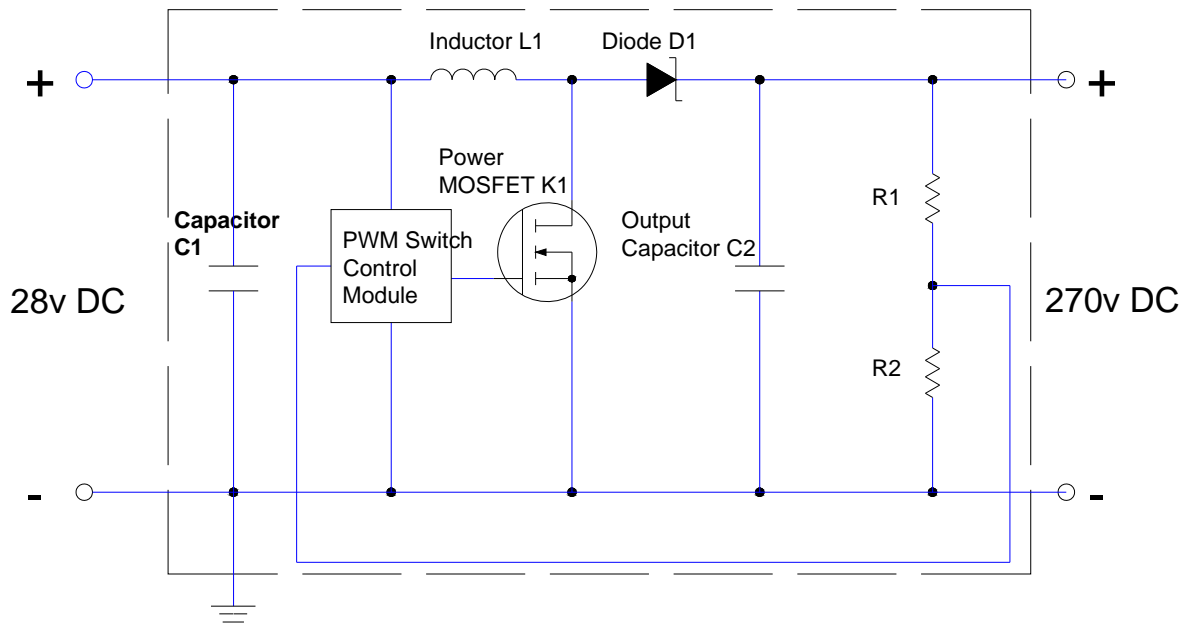 Inductor L1
Diode D1
+
+
Power
MOSFET K1
Capacitor
C1
PWM Switch
Control
Module
Output
Capacitor C2
R1
28v DC
270v DC
R2
-
-